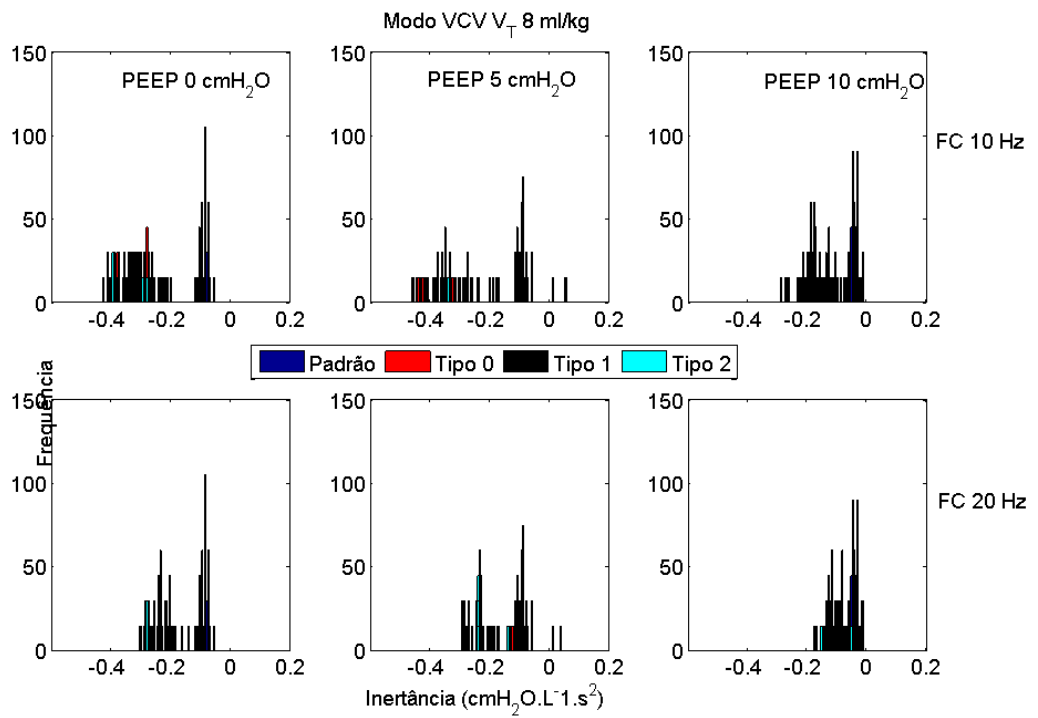 Modo VCV V_T 8 ml/kg
PEEP 0 cmH₂O
PEEP 5 cmH₂O
PEEP 10 cmH₂O
150
100
50
0
-0.4 -0.2 0 0.2
150
100
50
0
-0.4 -0.2 0 0.2
150
100
50
0
-0.4 -0.2 0 0.2
FC 10 Hz
Padrão Tipo 0 Tipo 1 Tipo 2
Frequência
150
100
50
0
-0.4 -0.2 0 0.2
150
100
50
0
-0.4 -0.2 0 0.2
150
100
50
0
-0.4 -0.2 0 0.2
FC 20 Hz
Inertância (cmH₂O.L⁻1.s²)